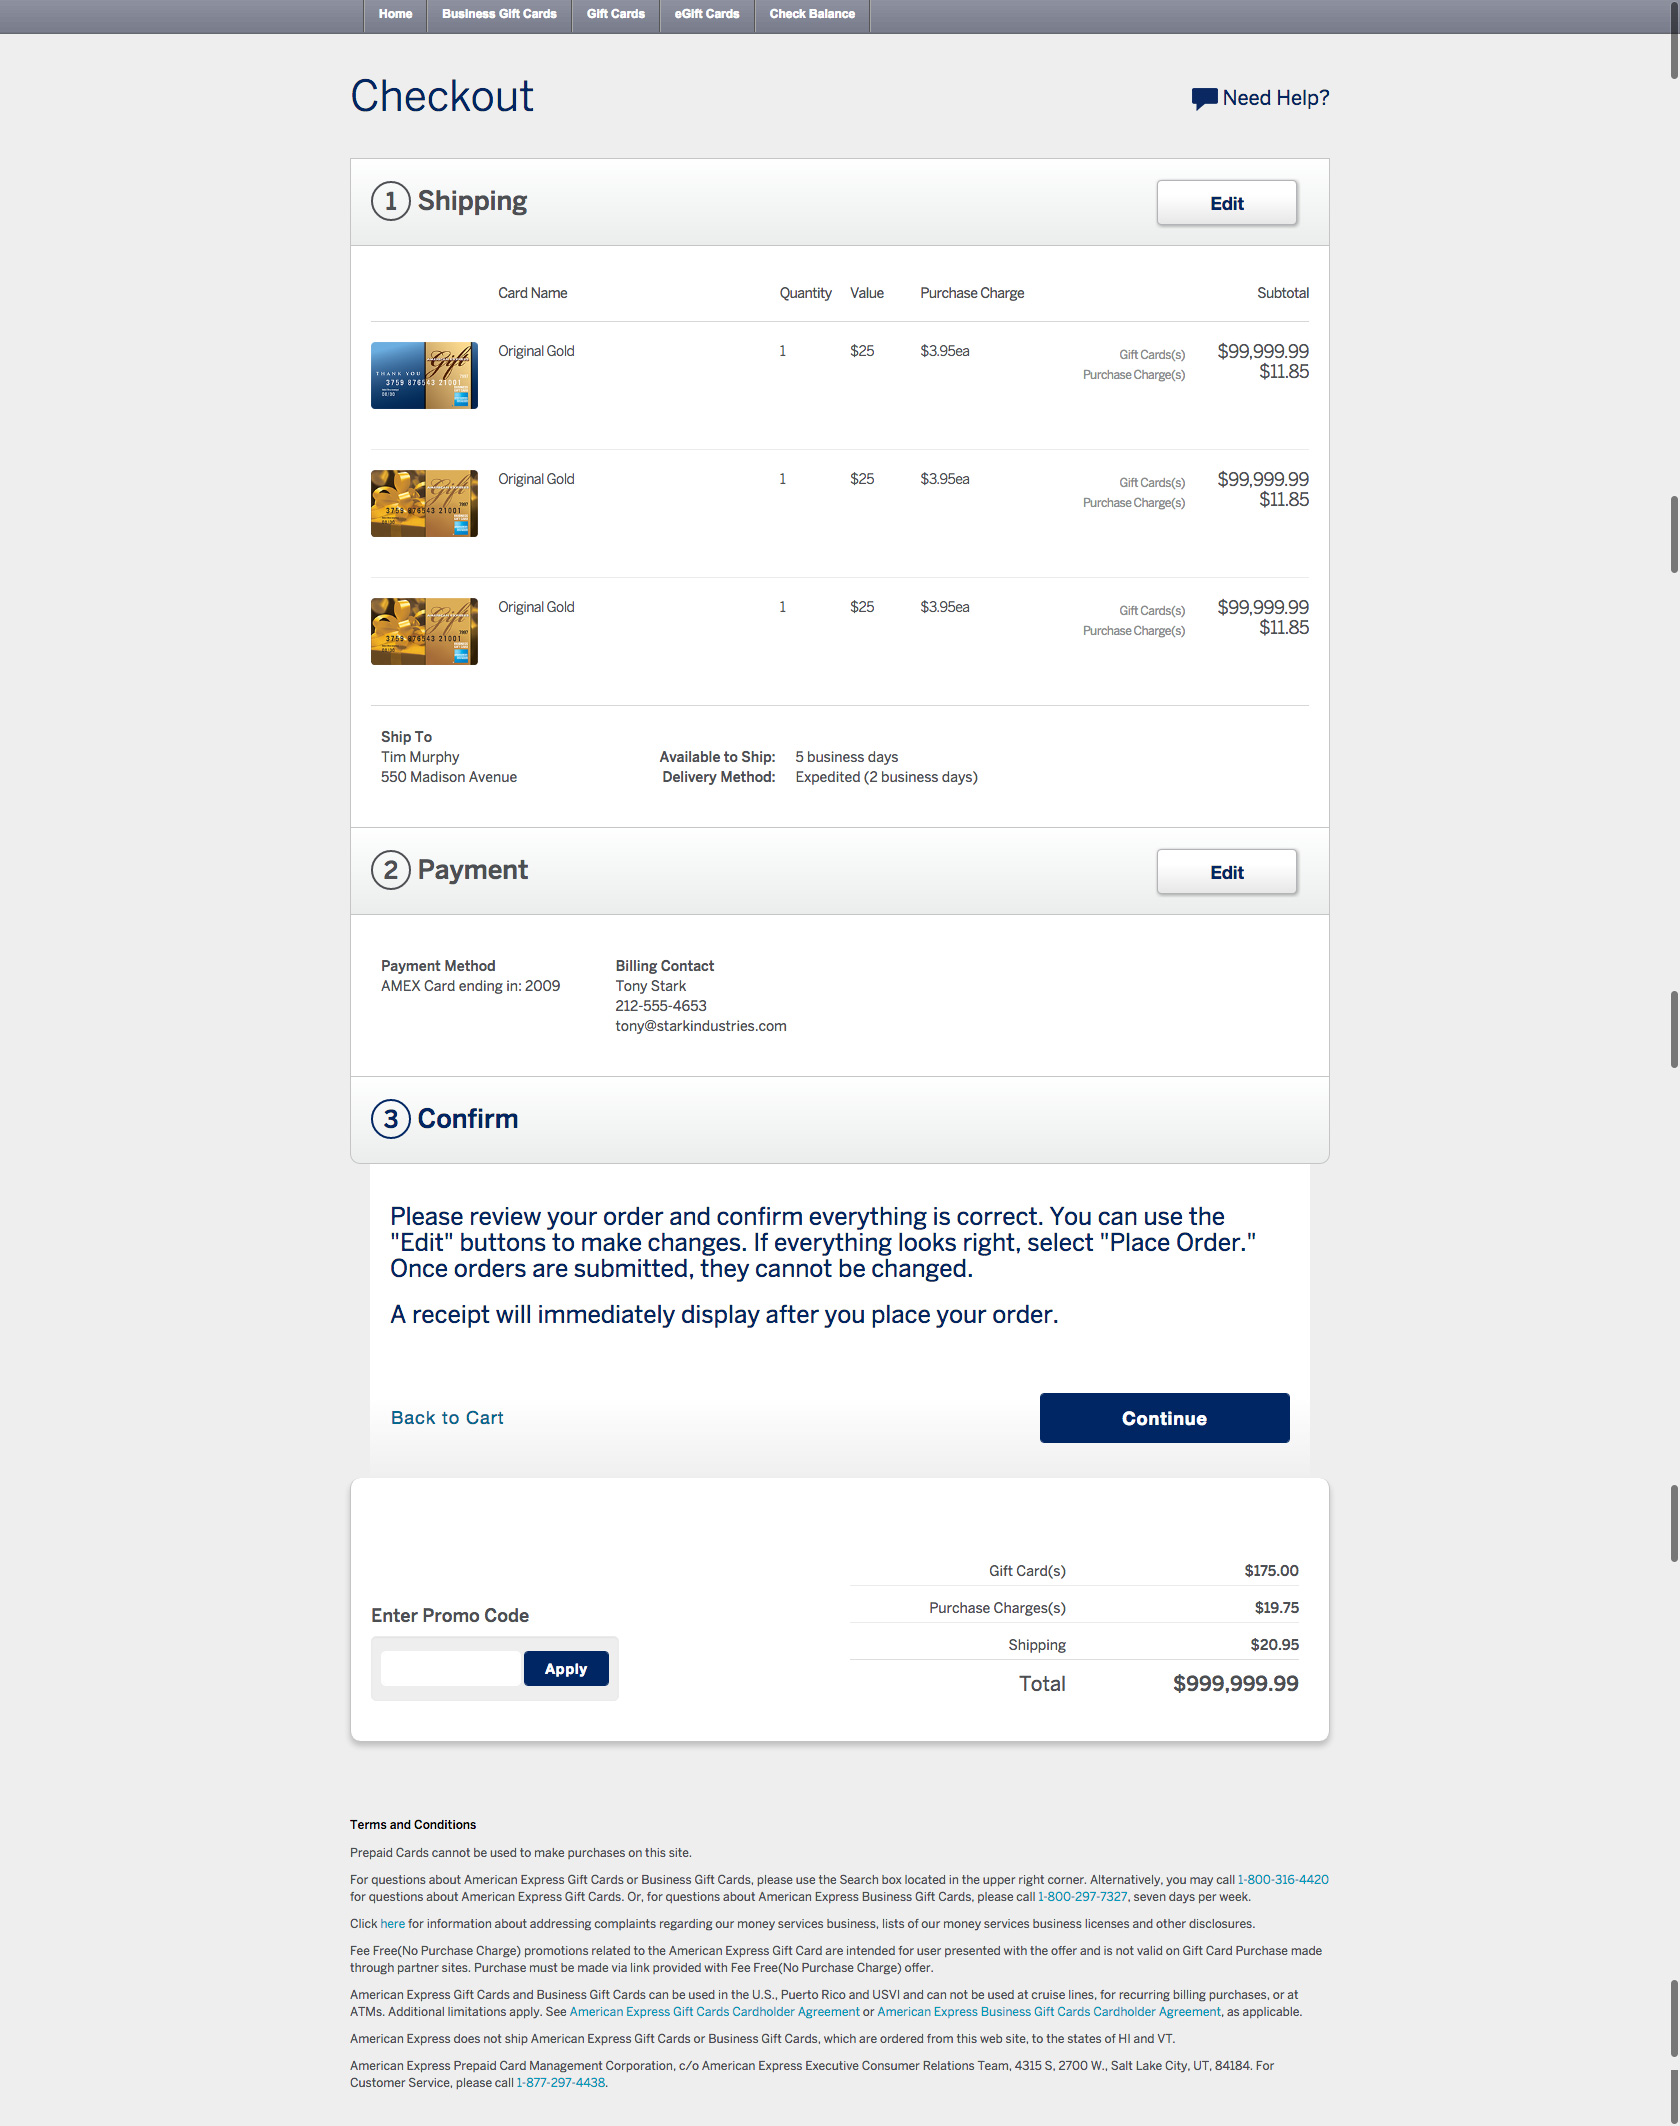 Home Business Gift Cards Gift Cards eGift Cards Check Balance
Checkout
Need Help?
1 Shipping
Edit
Card Name Quantity Value Purchase Charge Subtotal
Original Gold 1 $25 $3.95ea Gift Cards(s) $99,999.99
Purchase Charge(s) $11.85
THANK YOU
Gift
3759 876543 21001
Original Gold 1 $25 $3.95ea Gift Cards(s) $99,999.99
Purchase Charge(s) $11.85
Gift
3759 876543 21001
Original Gold 1 $25 $3.95ea Gift Cards(s) $99,999.99
Purchase Charge(s) $11.85
Gift
3759 876543 21001
Ship To
Tim Murphy Available to Ship: 5 business days
550 Madison Avenue Delivery Method: Expedited (2 business days)
2 Payment
Edit
Payment Method Billing Contact
AMEX Card ending in: 2009 Tony Stark
212-555-4653
tony@starkindustries.com
3 Confirm
Please review your order and confirm everything is correct. You can use the
"Edit" buttons to make changes. If everything looks right, select "Place Order."
Once orders are submitted, they cannot be changed.
A receipt will immediately display after you place your order.
Back to Cart Continue
Gift Card(s) $175.00
Purchase Charges(s) $19.75
Enter Promo Code
Shipping $20.95
Apply
Total $999,999.99
Terms and Conditions
Prepaid Cards cannot be used to make purchases on this site.
For questions about American Express Gift Cards or Business Gift Cards, please use the Search box located in the upper right corner. Alternatively, you may call 1-800-316-4420
for questions about American Express Gift Cards. Or, for questions about American Express Business Gift Cards, please call 1-800-297-7327, seven days per week.
Click here for information about addressing complaints regarding our money services business, lists of our money services business licenses and other disclosures.
Fee Free(No Purchase Charge) promotions related to the American Express Gift Card are intended for user presented with the offer and is not valid on Gift Card Purchase made
through partner sites. Purchase must be made via link provided with Fee Free(No Purchase Charge) offer.
American Express Gift Cards and Business Gift Cards can be used in the U.S., Puerto Rico and USVI and can not be used at cruise lines, for recurring billing purchases, or at
ATMs. Additional limitations apply. See American Express Gift Cards Cardholder Agreement or American Express Business Gift Cards Cardholder Agreement, as applicable.
American Express does not ship American Express Gift Cards or Business Gift Cards, which are ordered from this web site, to the states of HI and VT.
American Express Prepaid Card Management Corporation, c/o American Express Executive Consumer Relations Team, 4315 S, 2700 W., Salt Lake City, UT, 84184. For
Customer Service, please call 1-877-297-4438.